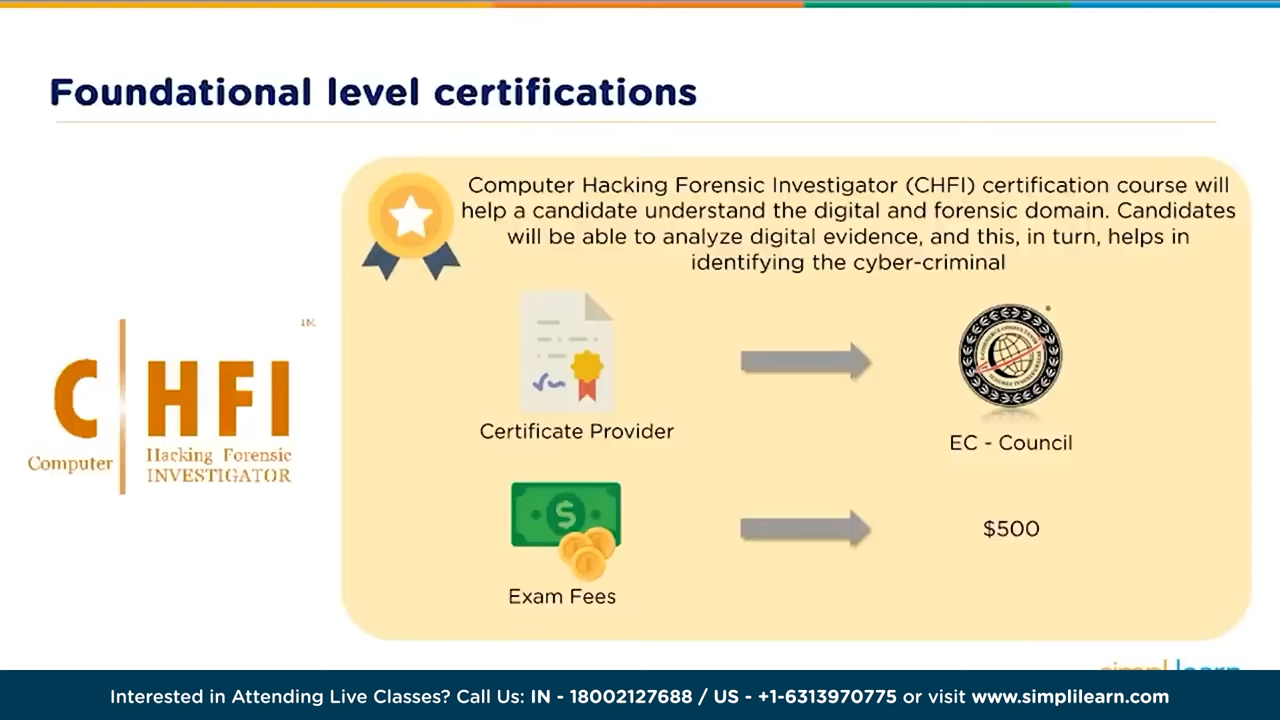 Foundational level certifications
Computer Hacking Forensic Investigator (CHFI) certification course will
help a candidate understand the digital and forensic domain. Candidates
will be able to analyze digital evidence, and this, in turn, helps in
identifying the cyber-criminal
TM
C HFI
Computer
Hacking Forensic
INVESTIGATOR
Certificate Provider
EC - Council
$500
Exam Fees
Interested in Attending Live Classes? Call Us: IN - 18002127688 / US - +1-6313970775 or visit www.simplilearn.com